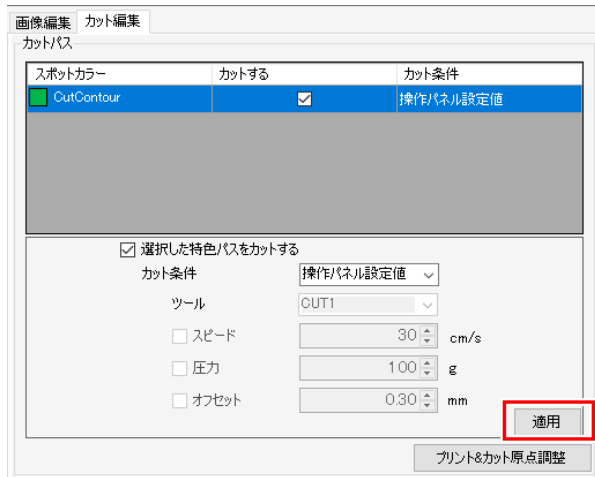 画像編集 カット編集
カットパス
スポットカラー カットする カット条件
CutContour 操作パネル設定値
選択した特色パスをカットする
カット条件 操作パネル設定値
ツール CUT1
スピード 30 cm/s
圧力 100 g
オフセット 0.30 mm
適用
プリント&カット原点調整